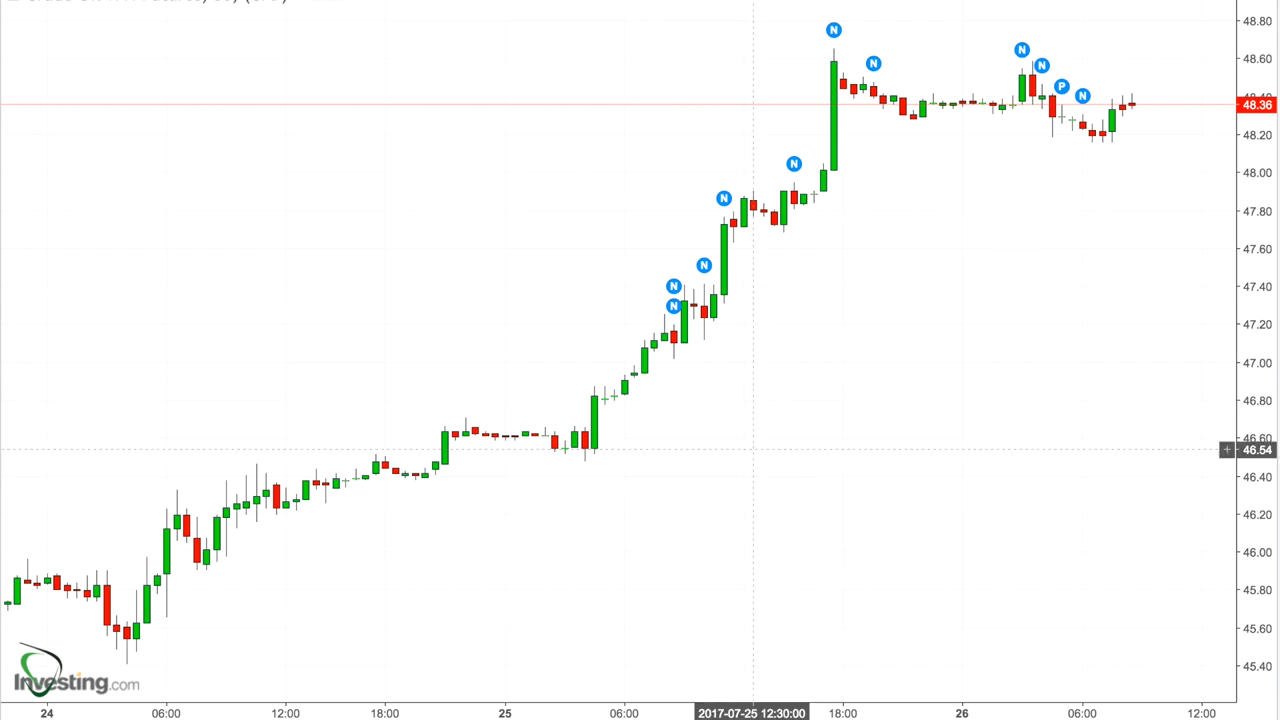 48.80
N
48.60
N
N
N
P
N
48.36
48.20
N
48.00
N
47.80
47.60
N
N
47.40
N
47.20
47.00
46.80
46.60
+ 46.54
46.40
46.20
46.00
45.80
45.60
45.40
Investing.com
24 06:00 12:00 18:00 25 06:00 2017-07-25 12:30:00 18:00 26 06:00 12:00